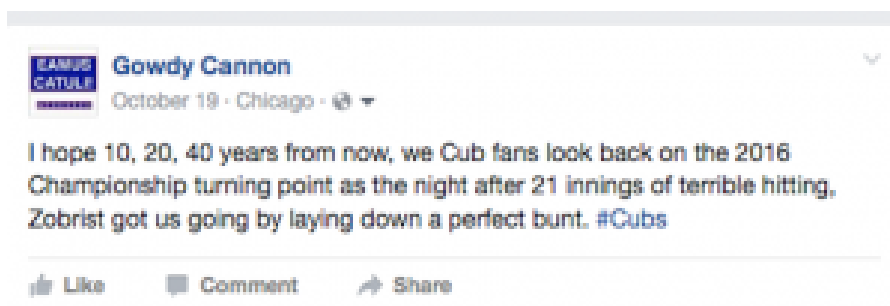 EAMUS
CATULI
Gowdy Cannon
October 19 · Chicago ·
I hope 10, 20, 40 years from now, we Cub fans look back on the 2016
Championship turning point as the night after 21 innings of terrible hitting,
Zobrist got us going by laying down a perfect bunt. #Cubs
Like Comment Share